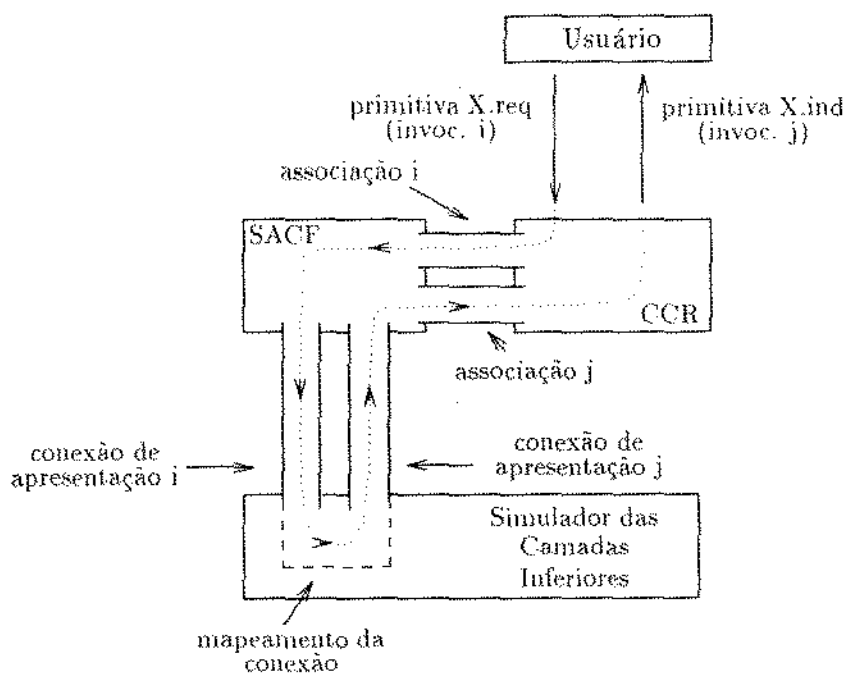 Usuário
primitiva X.req
(invoc. i)
primitiva X.ind
(invoc. j)
associação i
SACF
CCR
associação j
conexão de
apresentação i
conexão de
apresentação j
Simulador das
Camadas
Inferiores
mapeamento da
conexão